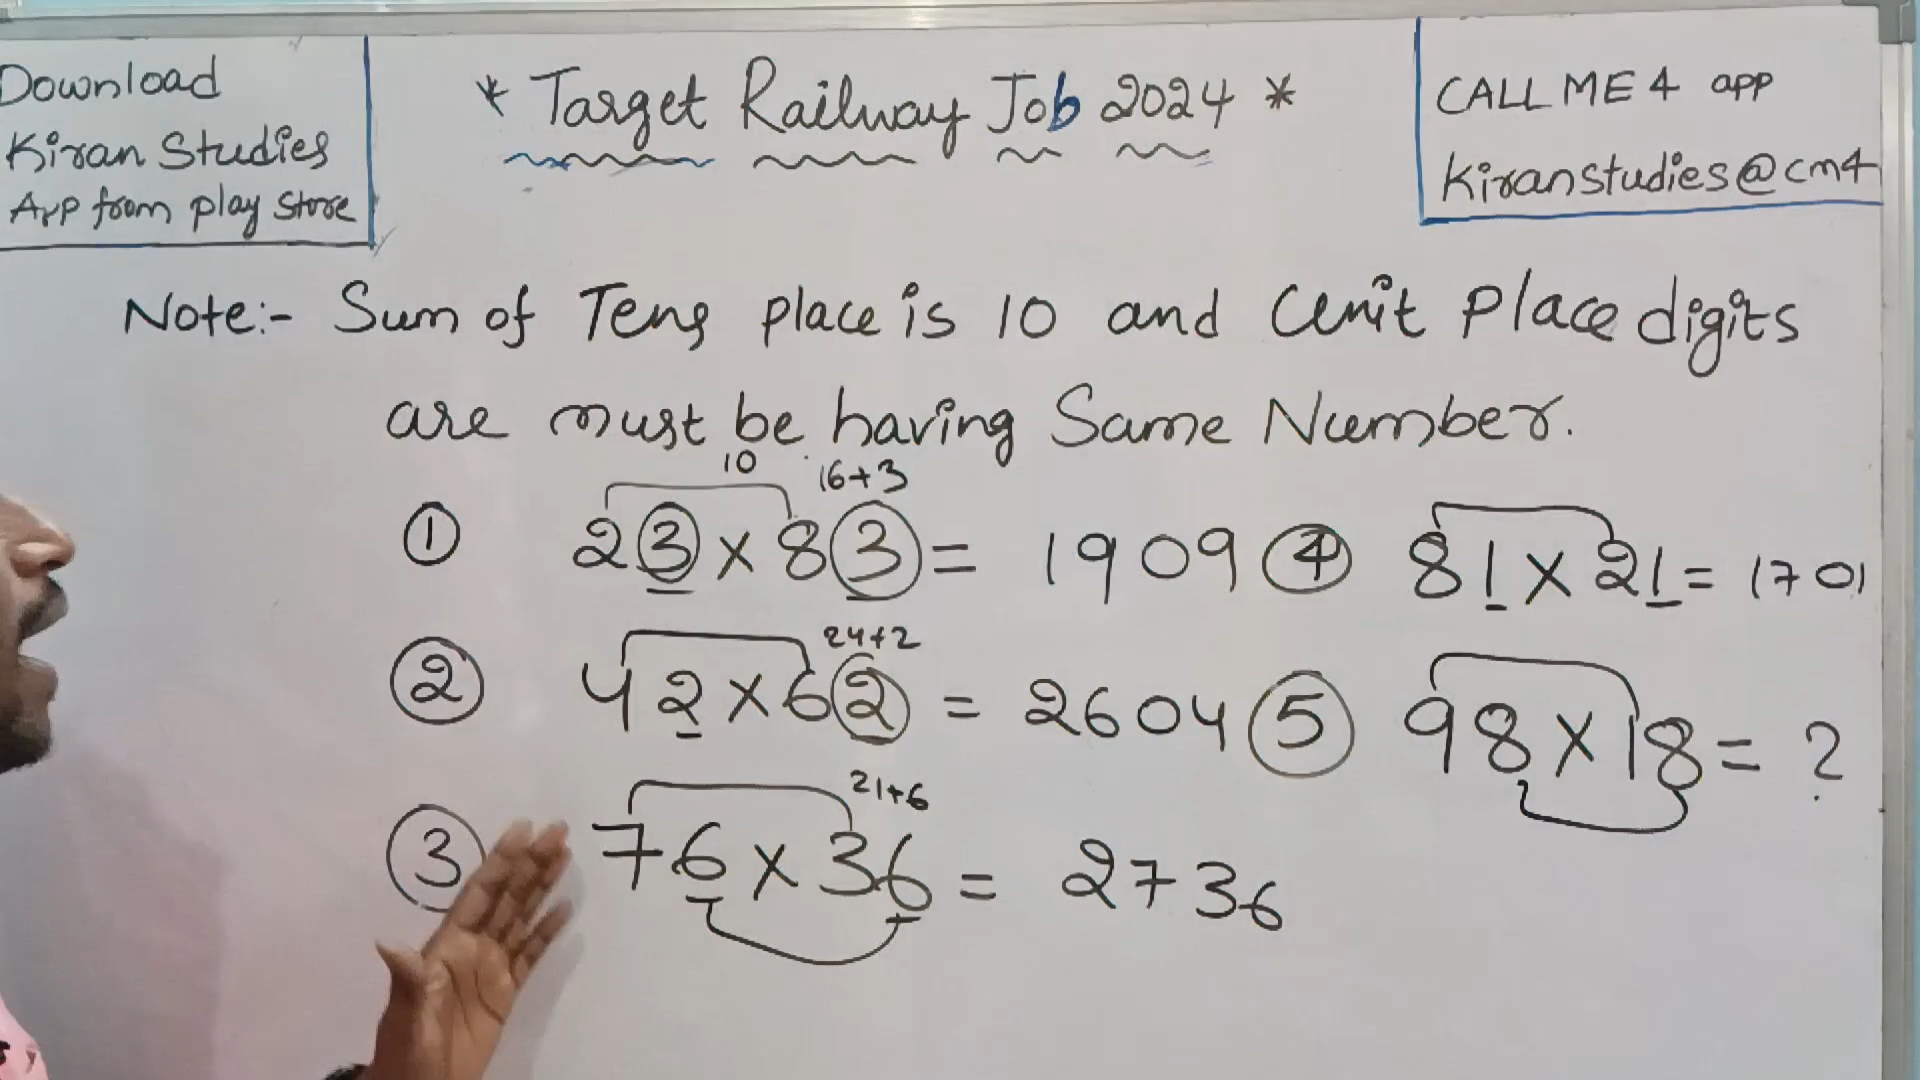 Download
Kiran Studies
App from play store
* Target Railway Job 2024 *
CALL ME 4 app
kiranstudies@cm4
Note:- Sum of Tens place is 10 and Unit Place digits
are must be having Same Number.
10
16+3
① 23 x 83 = 1909
④ 81 x 21 = 1701
24+2
② 42 x 62 = 2604
⑤ 98 x 18 = ?
21+6
③ 76 x 36 = 2736